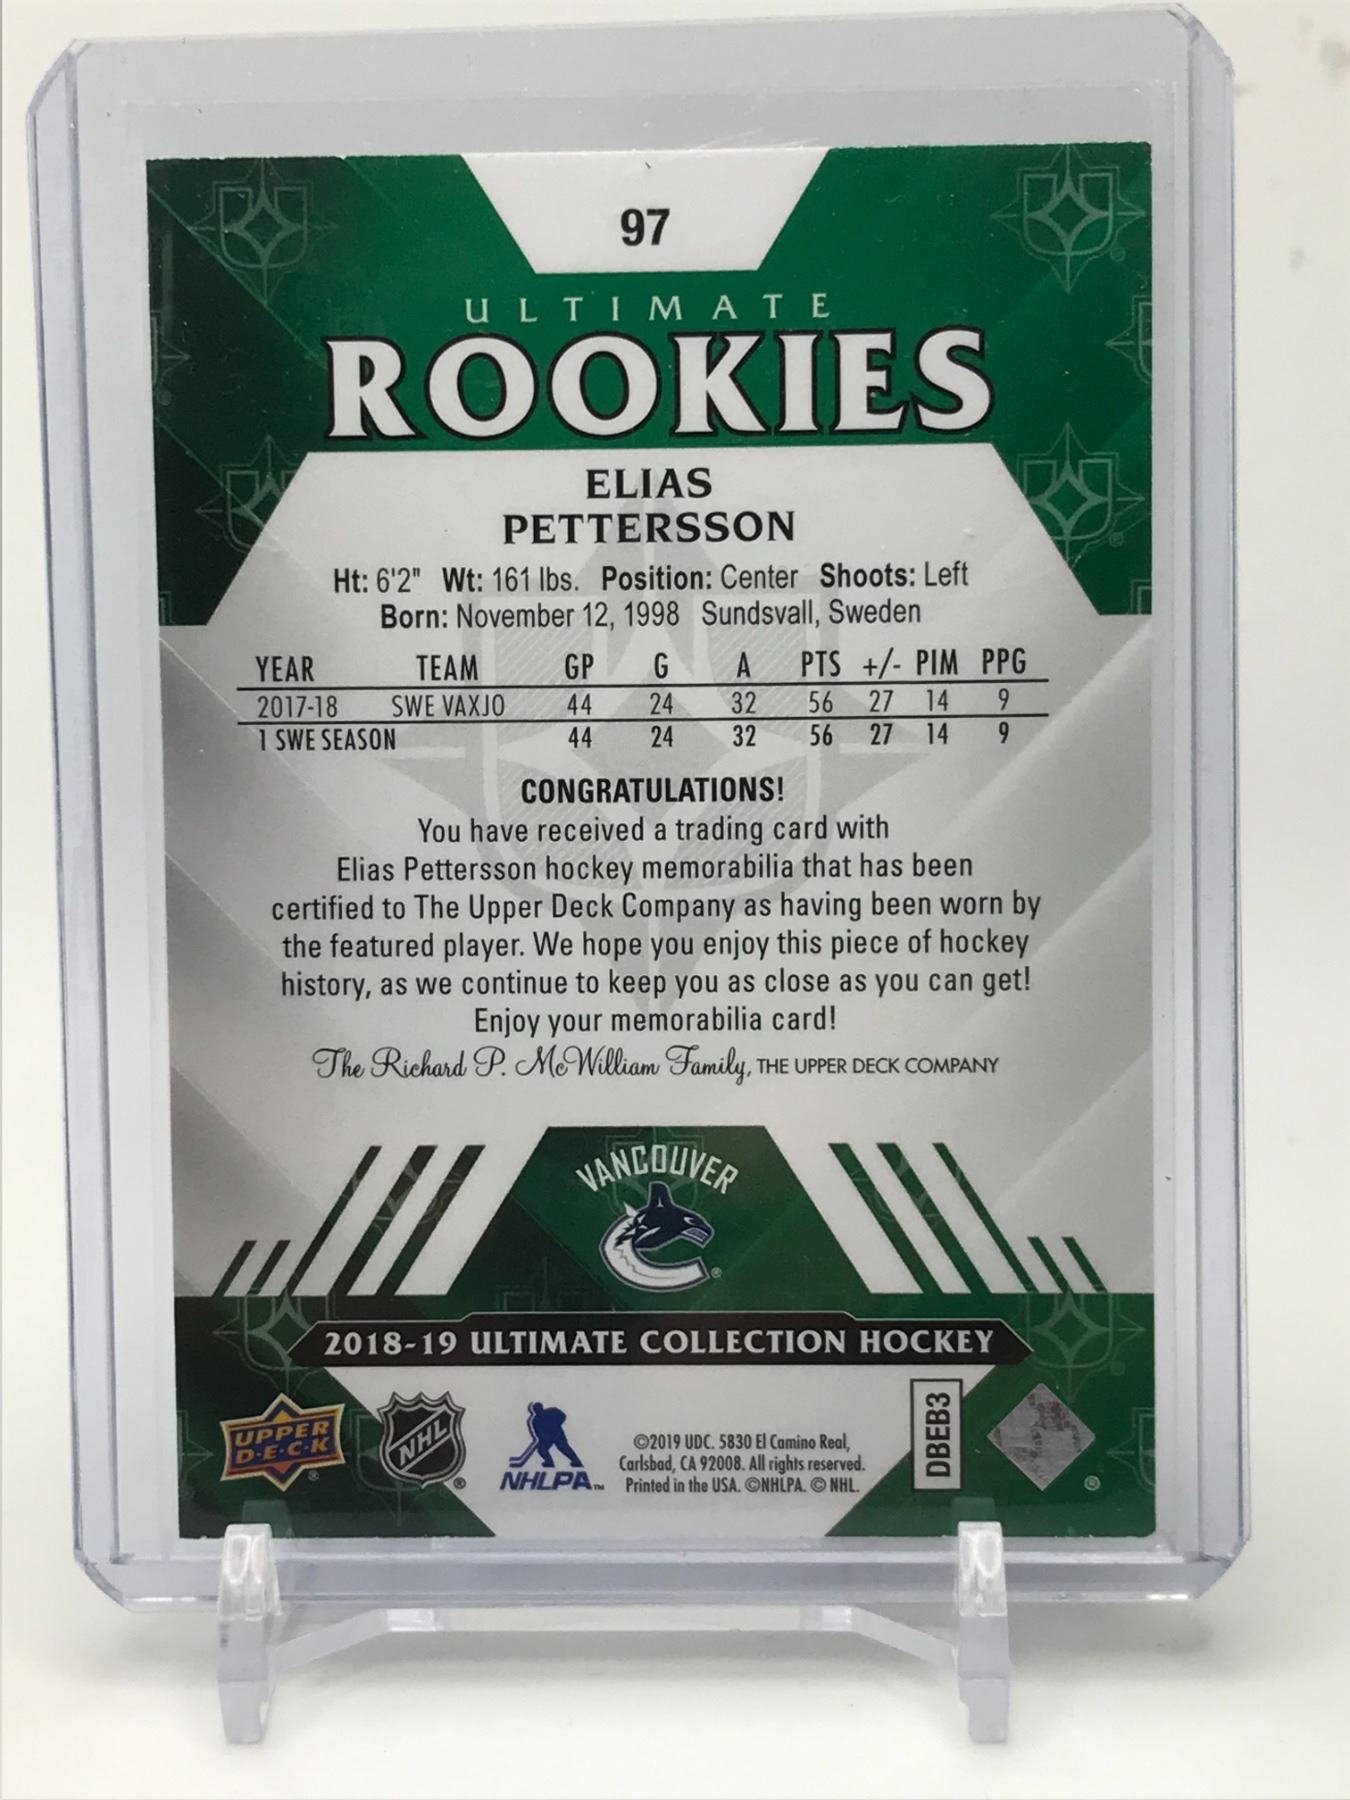 97
ULTIMATE
ROOKIES
ELIAS
PETTERSSON
Ht: 6'2" Wt: 161 lbs. Position: Center Shoots: Left
Born: November 12, 1998 Sundsvall, Sweden
YEAR TEAM GP G A PTS +/- PIM PPG
2017-18 SWE VAXJO 44 24 32 56 27 14 9
1 SWE SEASON 44 24 32 56 27 14 9
CONGRATULATIONS!
You have received a trading card with
Elias Pettersson hockey memorabilia that has been
certified to The Upper Deck Company as having been worn by
the featured player. We hope you enjoy this piece of hockey
history, as we continue to keep you as close as you can get!
Enjoy your memorabilia card!
The Richard P. McWilliam Family, THE UPPER DECK COMPANY
VANCOUVER
®
2018-19 ULTIMATE COLLECTION HOCKEY
UPPER
D·E·C·K
®
NHL
®
NHLPA™
©2019 UDC. 5830 El Camino Real,
Carlsbad, CA 92008. All rights reserved.
Printed in the USA. ©NHLPA. © NHL.
DBEB3
®